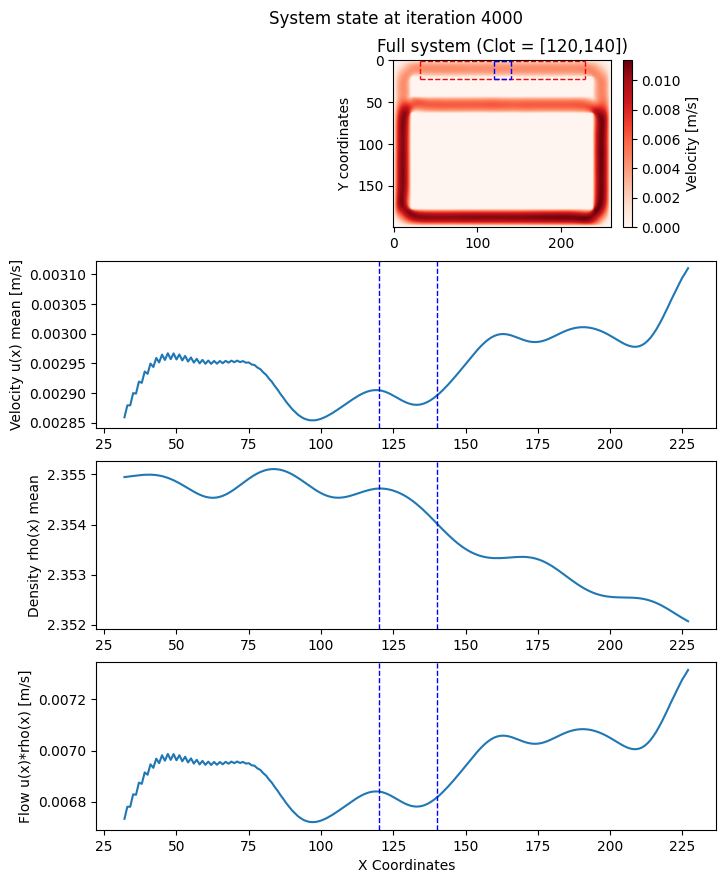 System state at iteration 4000
Full system (Clot = [120,140])
Y coordinates
0
50
100
150
0
100
200
0.010
0.008
0.006
0.004
0.002
0.000
Velocity [m/s]
Velocity u(x) mean [m/s]
0.00310
0.00305
0.00300
0.00295
0.00290
0.00285
25 50 75 100 125 150 175 200 225
Density rho(x) mean
2.355
2.354
2.353
2.352
25 50 75 100 125 150 175 200 225
Flow u(x)*rho(x) [m/s]
0.0072
0.0070
0.0068
25 50 75 100 125 150 175 200 225
X Coordinates